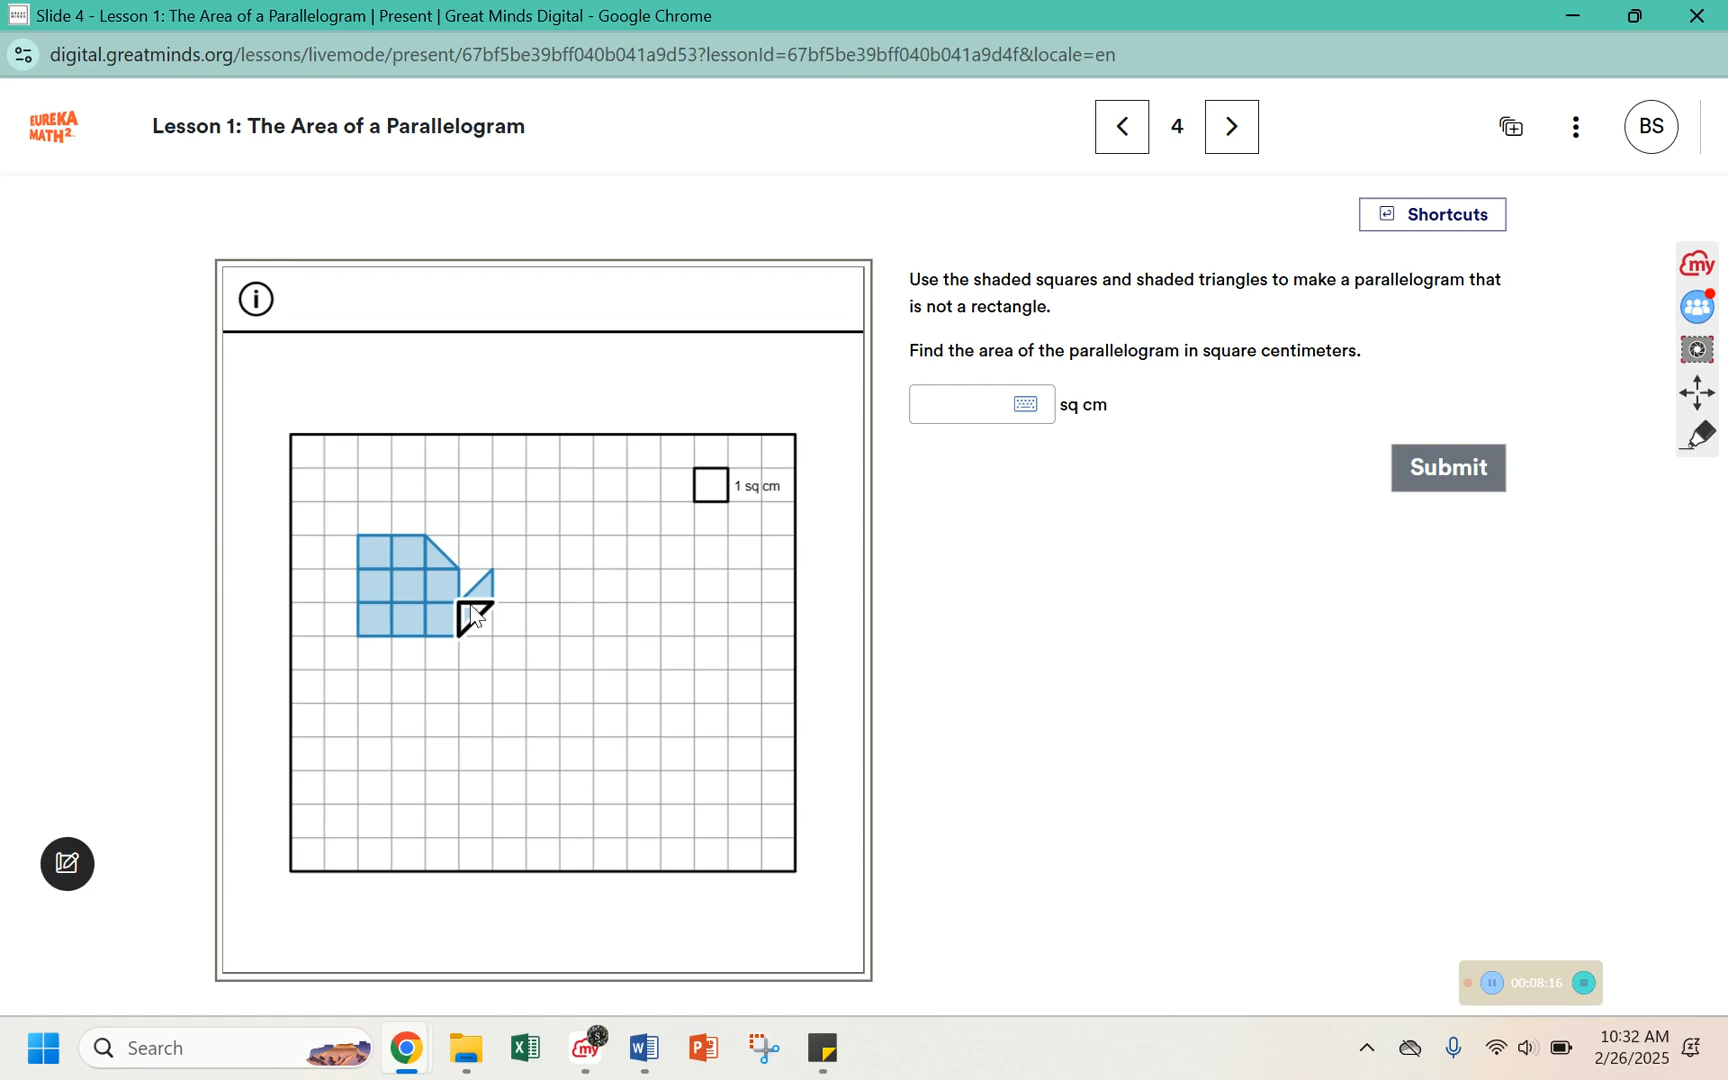 Slide 4 - Lesson 1: The Area of a Parallelogram | Present | Great Minds Digital - Google Chrome
digital.greatminds.org/lessons/livemode/present/67bf5be39bff040b041a9d53?lessonId=67bf5be39bff040b041a9d4f&locale=en
EUREKA
MATH²
Lesson 1: The Area of a Parallelogram
4
BS
Shortcuts
my
i
Use the shaded squares and shaded triangles to make a parallelogram that
is not a rectangle.
Find the area of the parallelogram in square centimeters.
sq cm
Submit
1 sq cm
00:08:16
Search
my
10:32 AM
2/26/2025